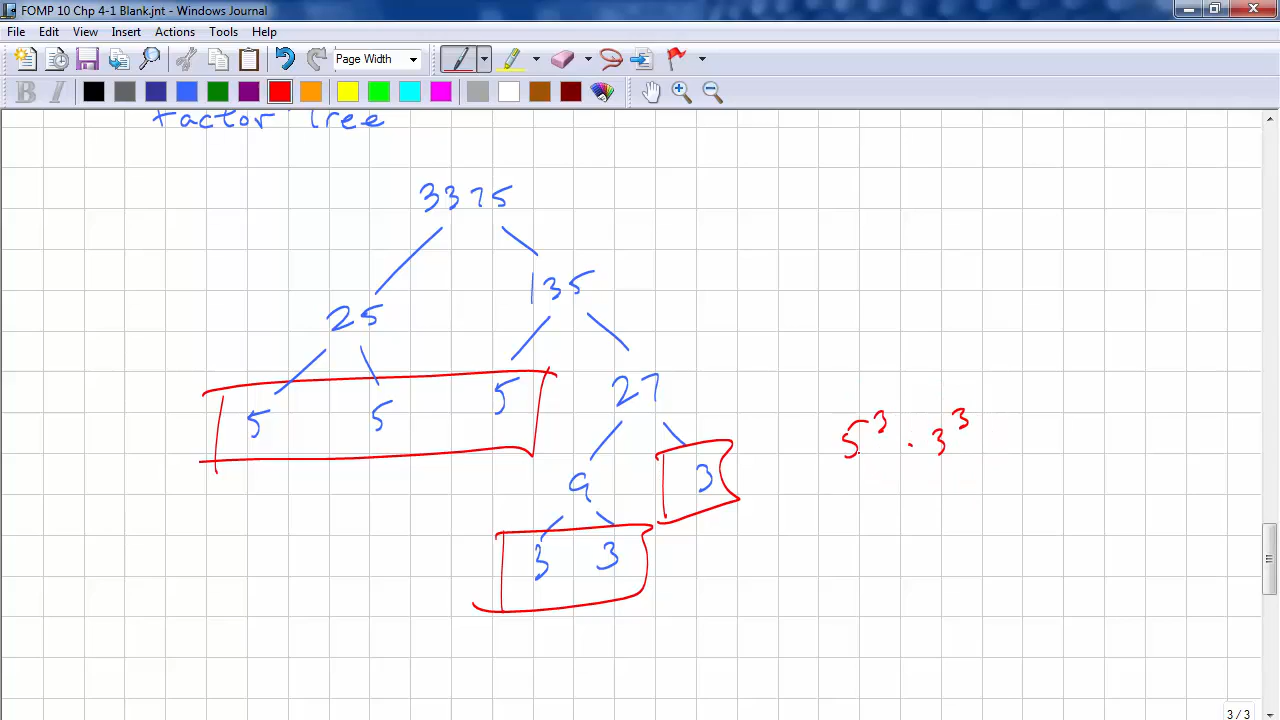 FOMP 10 Chp 4-1 Blank.jnt - Windows Journal
File Edit View Insert Actions Tools Help
Page Width
B I
Factor Tree
3375
135
25
5 5 5 27
5³ · 3³
9 3
3 3
3 / 3